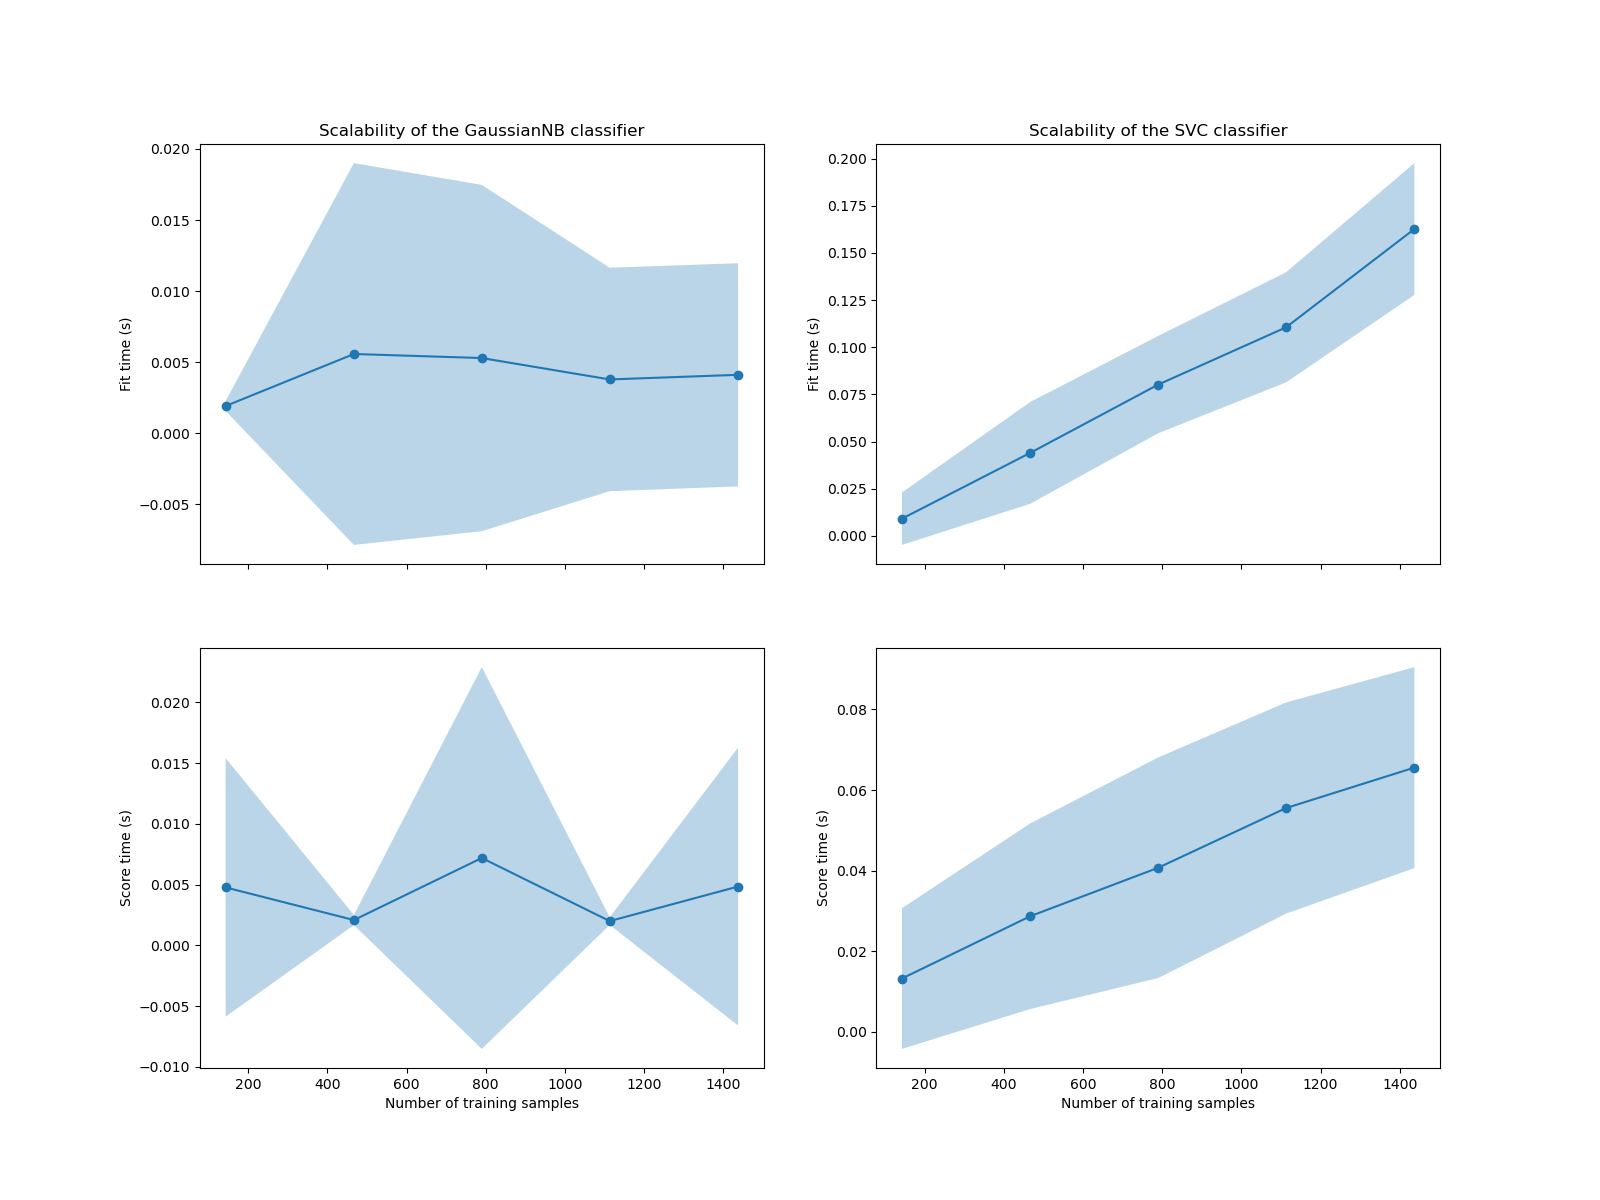 Scalability of the GaussianNB classifier
0.020
0.015
0.010
0.005
0.000
−0.005
Fit time (s)
Scalability of the SVC classifier
0.200
0.175
0.150
0.125
0.100
0.075
0.050
0.025
0.000
Fit time (s)
0.020
0.015
0.010
0.005
0.000
−0.005
−0.010
Score time (s)
200 400 600 800 1000 1200 1400
Number of training samples
0.08
0.06
0.04
0.02
0.00
Score time (s)
200 400 600 800 1000 1200 1400
Number of training samples